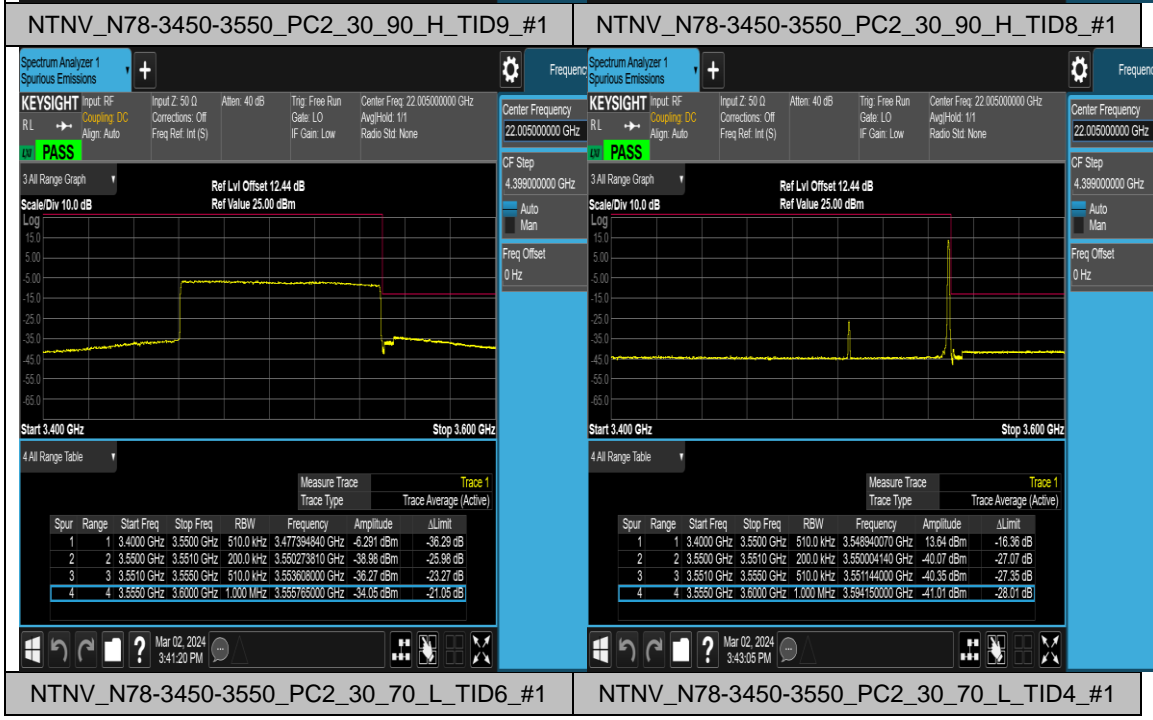 NTNV_N78-3450-3550_PC2_30_90_H_TID9_#1
NTNV_N78-3450-3550_PC2_30_90_H_TID8_#1
Spectrum Analyzer 1
Spurious Emissions
+
Frequenc
KEYSIGHT Input: RF
Coupling: DC
Align: Auto
RL
Input Z: 50 Ω
Corrections: Off
Freq Ref: Int (S)
Atten: 40 dB
Trig: Free Run
Gate: LO
IF Gain: Low
Center Freq: 22.005000000 GHz
Avg|Hold: 1/1
Radio Std: None
PASS
Center Frequency
22.005000000 GHz
CF Step
4.399000000 GHz
Auto
Man
Freq Offset
0 Hz
3 All Range Graph
Ref Lvl Offset 12.44 dB
Scale/Div 10.0 dB
Ref Value 25.00 dBm
Log
15.0
5.00
-5.00
-15.0
-25.0
-35.0
-45.0
-55.0
-65.0
Start 3.400 GHz
Stop 3.600 GHz
4 All Range Table
Measure Trace Trace 1
Trace Type Trace Average (Active)
Spur Range Start Freq Stop Freq RBW Frequency Amplitude ΔLimit
1 1 3.4000 GHz 3.5500 GHz 510.0 kHz 3.477394840 GHz -6.291 dBm -36.29 dB
2 2 3.5500 GHz 3.5510 GHz 200.0 kHz 3.550273810 GHz -38.98 dBm -25.98 dB
3 3 3.5510 GHz 3.5550 GHz 510.0 kHz 3.553608000 GHz -36.27 dBm -23.27 dB
4 4 3.5550 GHz 3.6000 GHz 1.000 MHz 3.555765000 GHz -34.05 dBm -21.05 dB
?
Mar 02, 2024
3:41:20 PM
Spectrum Analyzer 1
Spurious Emissions
+
Frequenc
KEYSIGHT Input: RF
Coupling: DC
Align: Auto
RL
Input Z: 50 Ω
Corrections: Off
Freq Ref: Int (S)
Atten: 40 dB
Trig: Free Run
Gate: LO
IF Gain: Low
Center Freq: 22.005000000 GHz
Avg|Hold: 1/1
Radio Std: None
PASS
Center Frequency
22.005000000 GHz
CF Step
4.399000000 GHz
Auto
Man
Freq Offset
0 Hz
3 All Range Graph
Ref Lvl Offset 12.44 dB
Scale/Div 10.0 dB
Ref Value 25.00 dBm
Log
15.0
5.00
-5.00
-15.0
-25.0
-35.0
-45.0
-55.0
-65.0
Start 3.400 GHz
Stop 3.600 GHz
4 All Range Table
Measure Trace Trace 1
Trace Type Trace Average (Active)
Spur Range Start Freq Stop Freq RBW Frequency Amplitude ΔLimit
1 1 3.4000 GHz 3.5500 GHz 510.0 kHz 3.548940070 GHz 13.64 dBm -16.36 dB
2 2 3.5500 GHz 3.5510 GHz 200.0 kHz 3.550004140 GHz -40.07 dBm -27.07 dB
3 3 3.5510 GHz 3.5550 GHz 510.0 kHz 3.551144000 GHz -40.35 dBm -27.35 dB
4 4 3.5550 GHz 3.6000 GHz 1.000 MHz 3.594150000 GHz -41.01 dBm -28.01 dB
?
Mar 02, 2024
3:43:05 PM
NTNV_N78-3450-3550_PC2_30_70_L_TID6_#1
NTNV_N78-3450-3550_PC2_30_70_L_TID4_#1